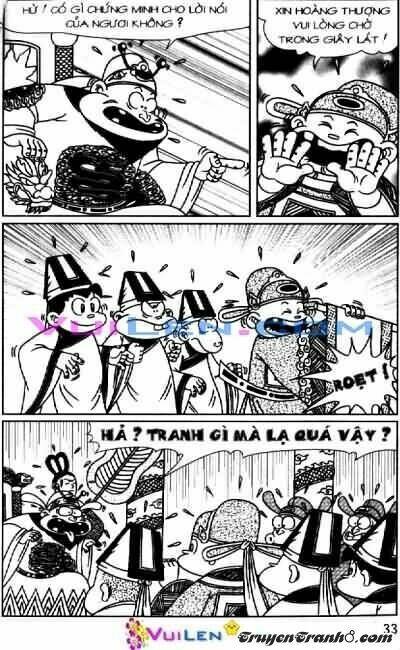 HỬ ! CÓ GÌ CHỨNG MINH CHO LỜI NÓI
CỦA NGƯƠI KHÔNG ?
XIN HOÀNG THƯỢNG
VUI LÒNG CHỜ
TRONG GIÂY LÁT !
VUILEN.COM
ROẸT !
HẢ ? TRANH GÌ MÀ LẠ QUÁ VẬY ?
VUILEN
33
TruyenTranh8.com